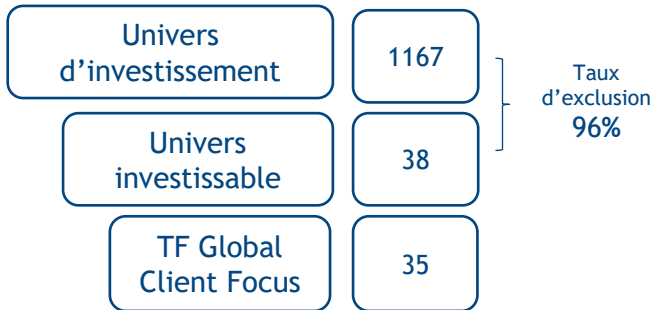 Univers
d’investissement
1167
Taux
d’exclusion
96%
Univers
investissable
38
TF Global
Client Focus
35